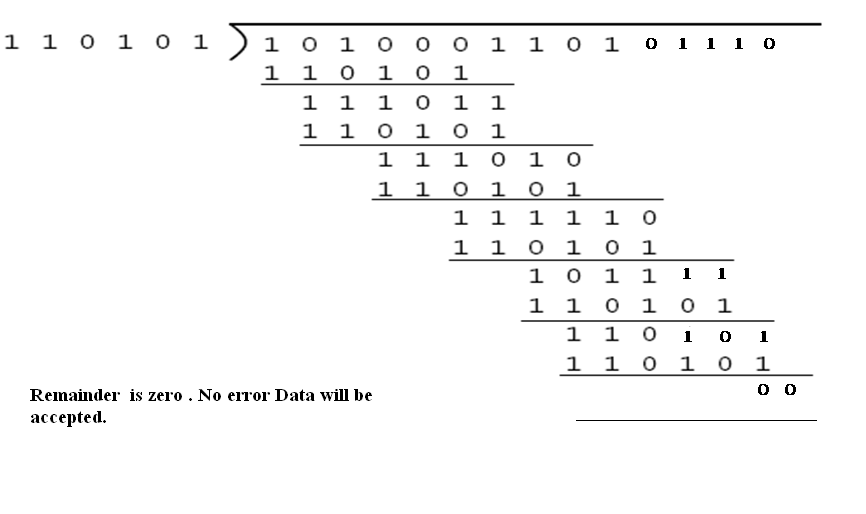 1 1 0 1 0 1 ) 1 0 1 0 0 0 1 1 0 1 0 1 1 1 0
1 1 0 1 0 1
1 1 1 0 1 1
1 1 0 1 0 1
1 1 1 0 1 0
1 1 0 1 0 1
1 1 1 1 1 0
1 1 0 1 0 1
1 0 1 1 1 1
1 1 0 1 0 1
1 1 0 1 0 1
1 1 0 1 0 1
0 0
Remainder is zero . No error Data will be
accepted.